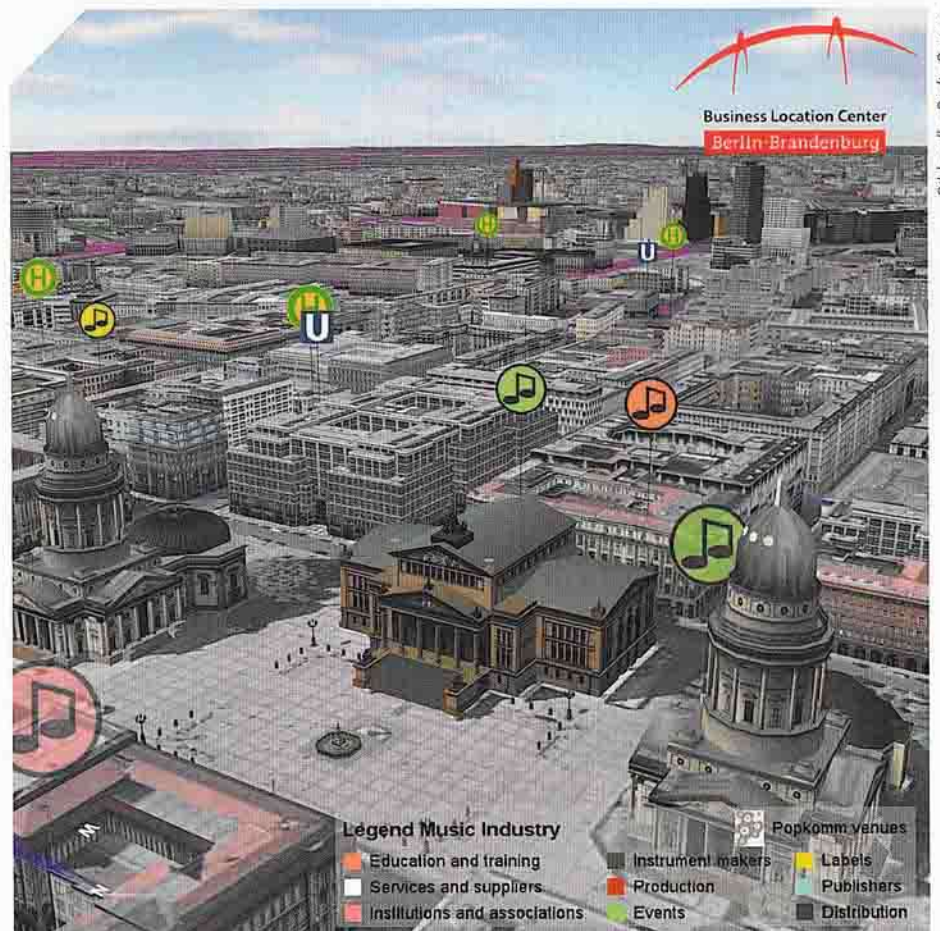 Business Location Center
Berlin-Brandenburg
H
H
U
H
H
U
Legend Music Industry
Education and training
Services and suppliers
Institutions and associations
Instrument makers
Production
Events
Popkomm venues
Labels
Publishers
Distribution
W
N